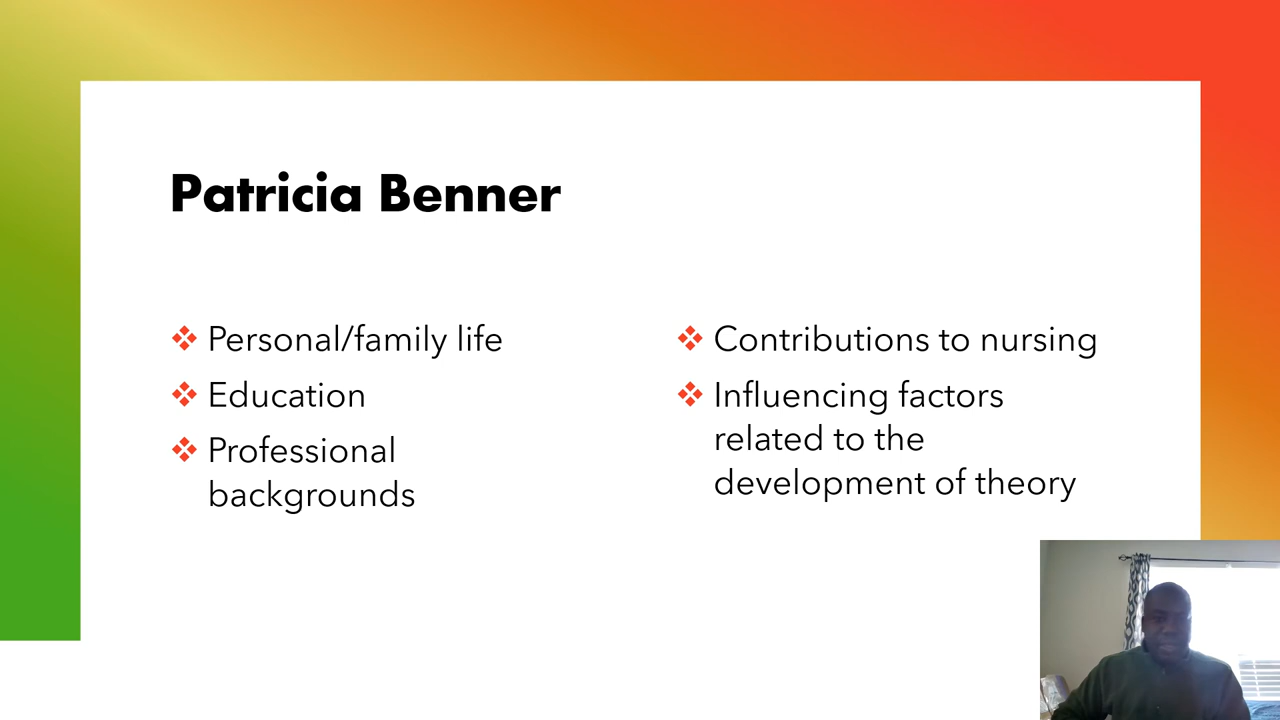 Patricia Benner
Personal/family life
Education
Professional
backgrounds
Contributions to nursing
Influencing factors
related to the
development of theory